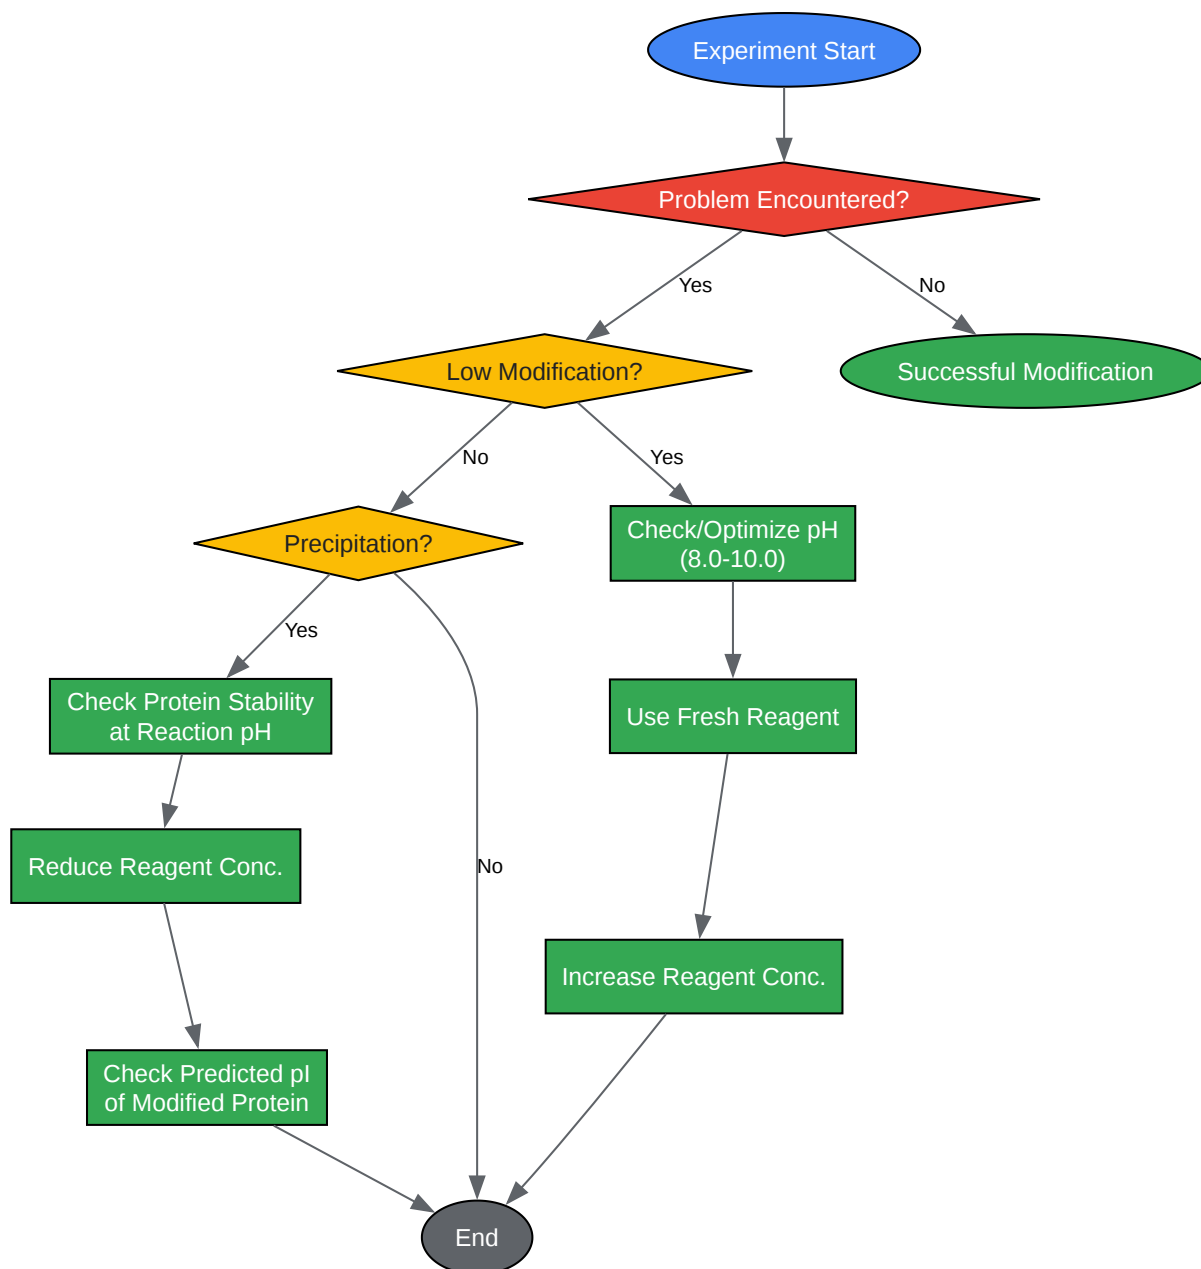 Experiment Start
Problem Encountered?
Yes
No
Low Modification?
Successful Modification
No
Yes
Precipitation?
Check/Optimize pH
(8.0-10.0)
Yes
Check Protein Stability
at Reaction pH
Use Fresh Reagent
Reduce Reagent Conc.
No
Increase Reagent Conc.
Check Predicted pI
of Modified Protein
End